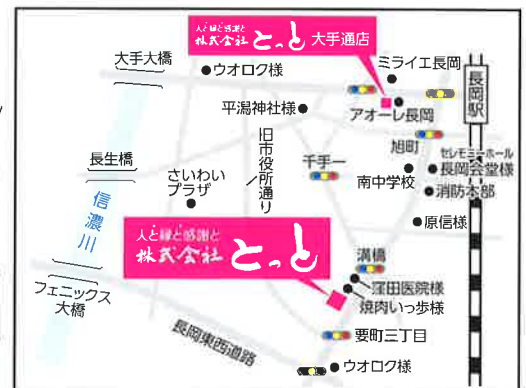 人と縁と感謝と
株式会社 とっと 大手通店
大手大橋
ウオロク様
ミライエ長岡
長岡駅
平潟神社様
アオーレ長岡
旧市役所通り
旭町
セレモニーホール
長岡会堂様
千手一
南中学校
消防本部
長生橋
さいわい
プラザ
信濃川
原信様
人と縁と感謝と
株式会社 とっと
溝橋
窪田医院様
焼肉いっ歩様
フェニックス
大橋
長岡東西道路
要町三丁目
ウオロク様